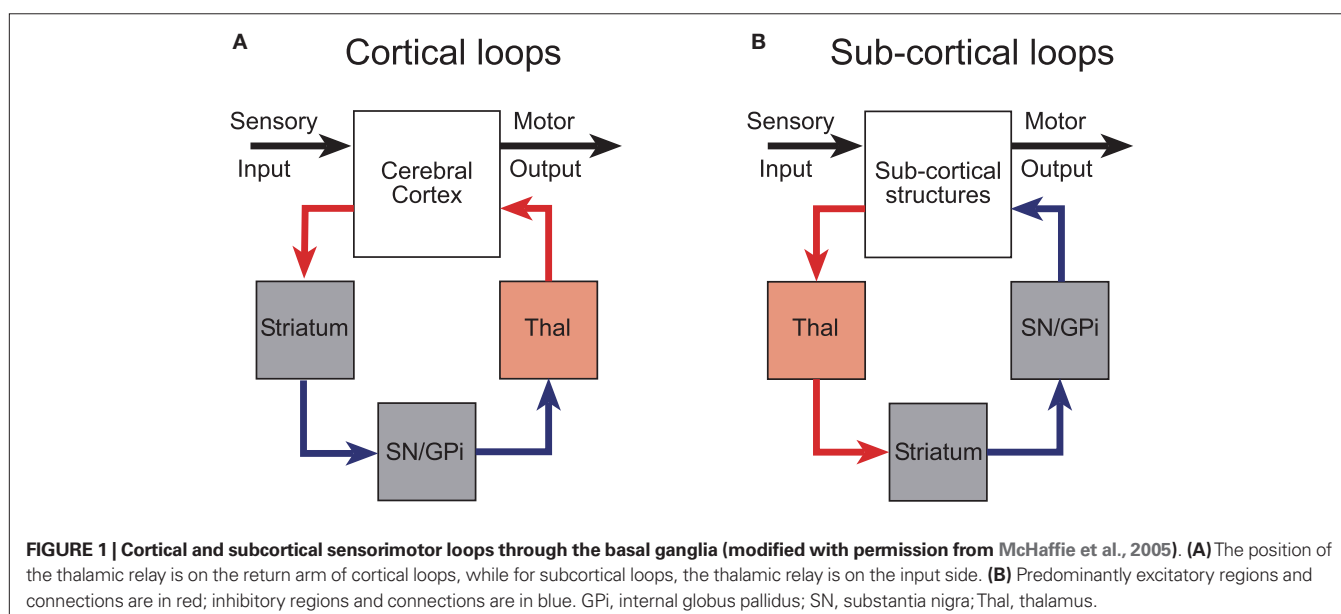 A
Cortical loops
Sensory
Input
Cerebral
Cortex
Motor
Output
Striatum
Thal
SN/GPi
B
Sub-cortical loops
Sensory
Input
Sub-cortical
structures
Motor
Output
Thal
SN/GPi
Striatum
FIGURE 1 | Cortical and subcortical sensorimotor loops through the basal ganglia (modified with permission from McHaffie et al., 2005). (A) The position of
the thalamic relay is on the return arm of cortical loops, while for subcortical loops, the thalamic relay is on the input side. (B) Predominantly excitatory regions and
connections are in red; inhibitory regions and connections are in blue. GPi, internal globus pallidus; SN, substantia nigra; Thal, thalamus.